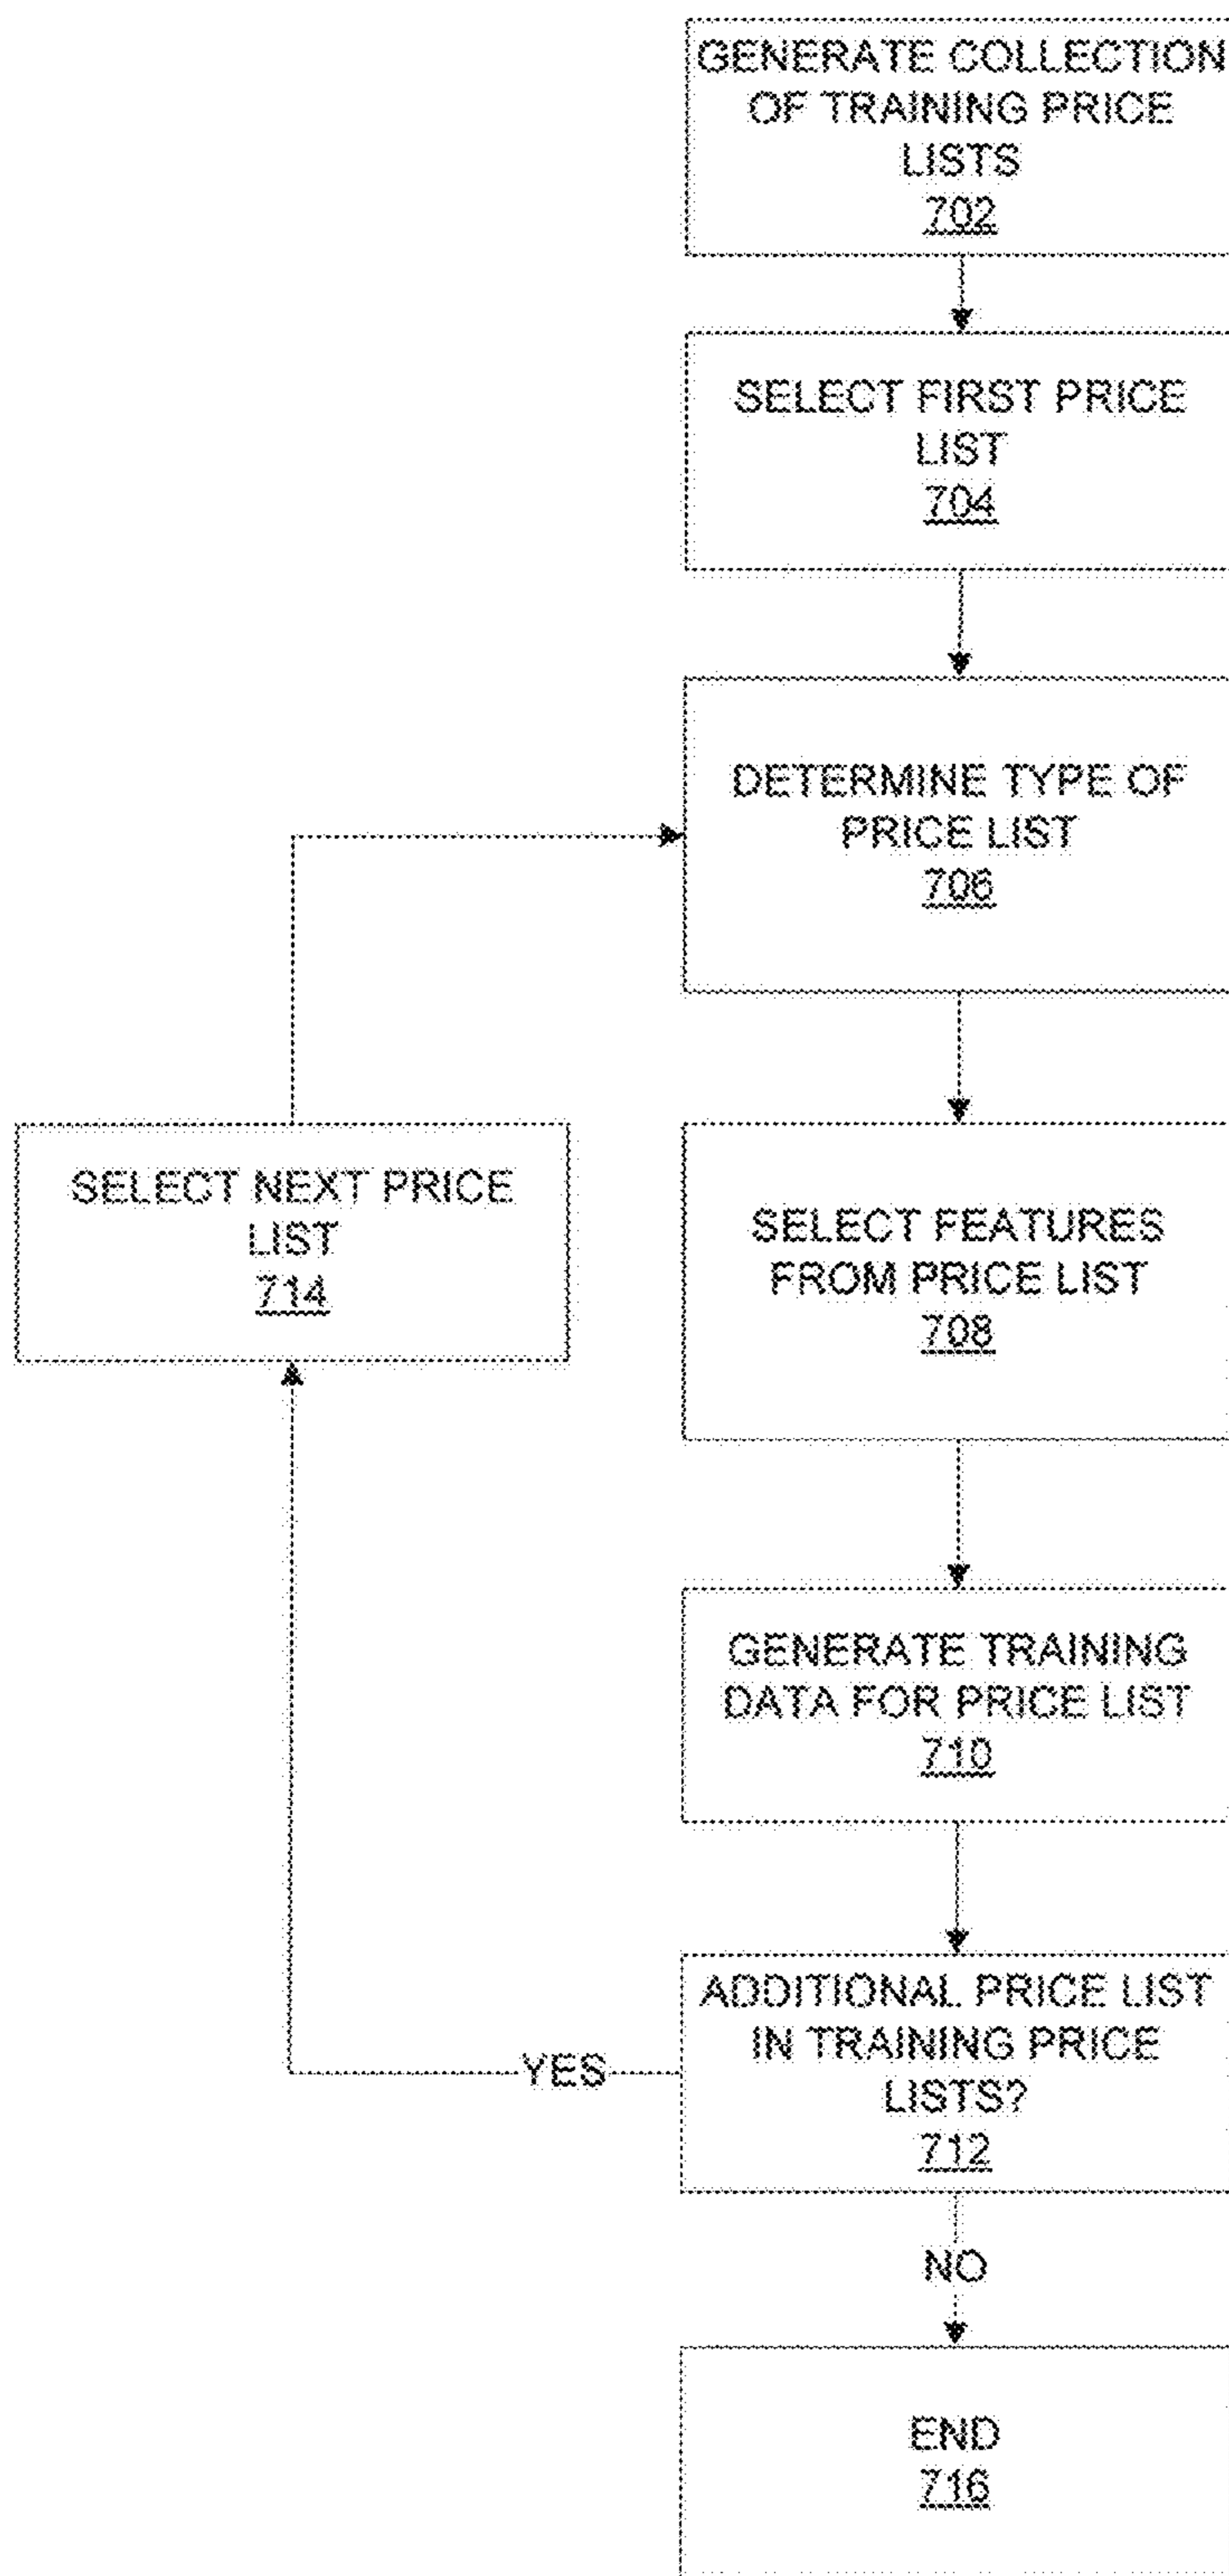 GENERATE COLLECTION
OF TRAINING PRICE
LISTS
702
SELECT FIRST PRICE
LIST
704
DETERMINE TYPE OF
PRICE LIST
706
SELECT NEXT PRICE
LIST
714
SELECT FEATURES
FROM PRICE LIST
708
GENERATE TRAINING
DATA FOR PRICE LIST
710
ADDITIONAL PRICE LIST
IN TRAINING PRICE
LISTS?
712
YES
NO
END
716